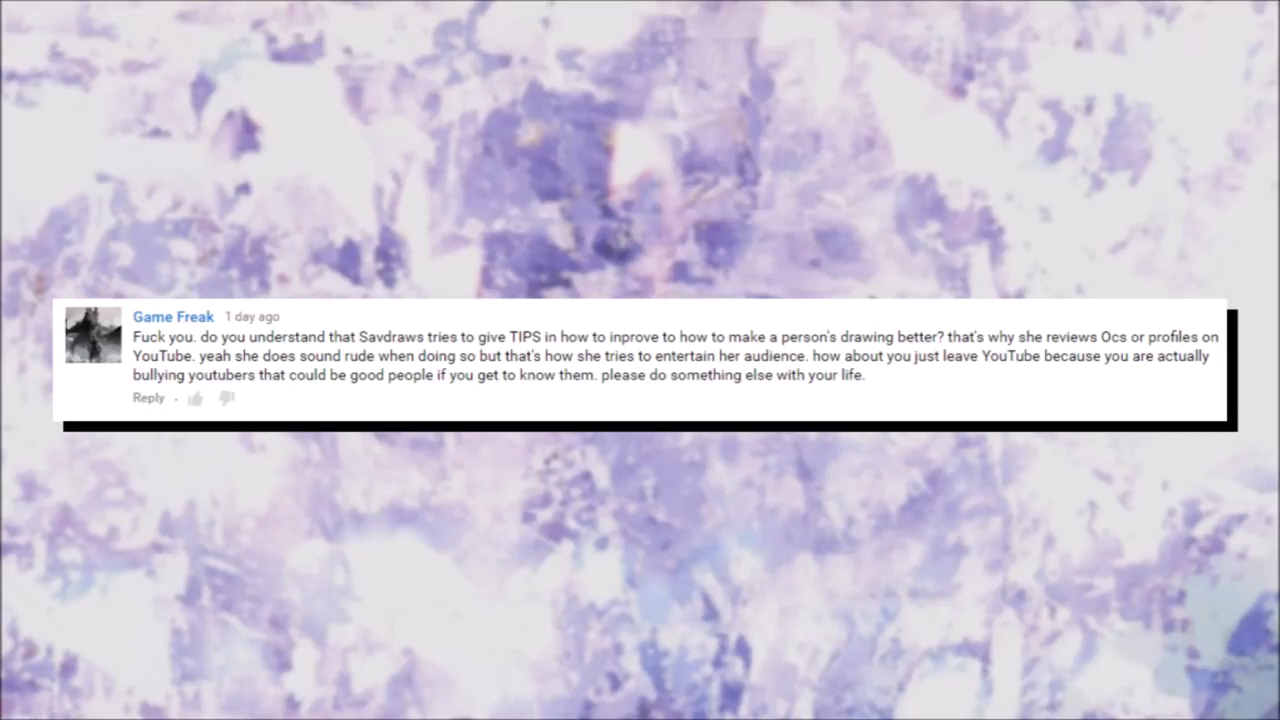 Game Freak 1 day ago
Fuck you. do you understand that Savdraws tries to give TIPS in how to inprove to how to make a person's drawing better? that's why she reviews Ocs or profiles on
YouTube. yeah she does sound rude when doing so but that's how she tries to entertain her audience. how about you just leave YouTube because you are actually
bullying youtubers that could be good people if you get to know them. please do something else with your life.
Reply ·